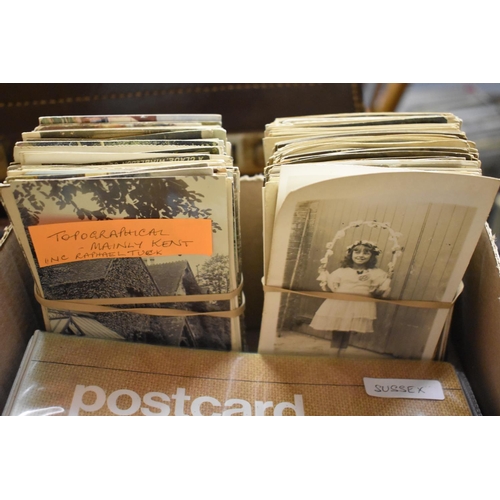 TOPOGRAPHICAL
- MAINLY KENT
INC RAPHAEL TUCK
postcard
SUSSEX